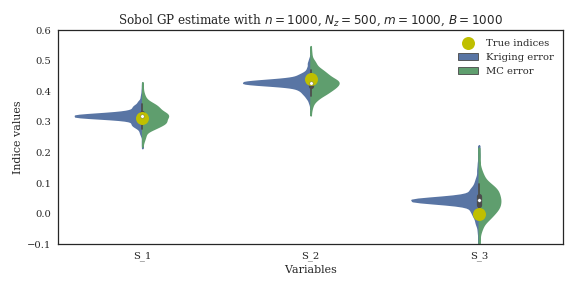 Sobol GP estimate with n = 1000, N_z = 500, m = 1000, B = 1000
True indices
Kriging error
MC error
Indice values
0.6
0.5
0.4
0.3
0.2
0.1
0.0
−0.1
S_1
S_2
S_3
Variables